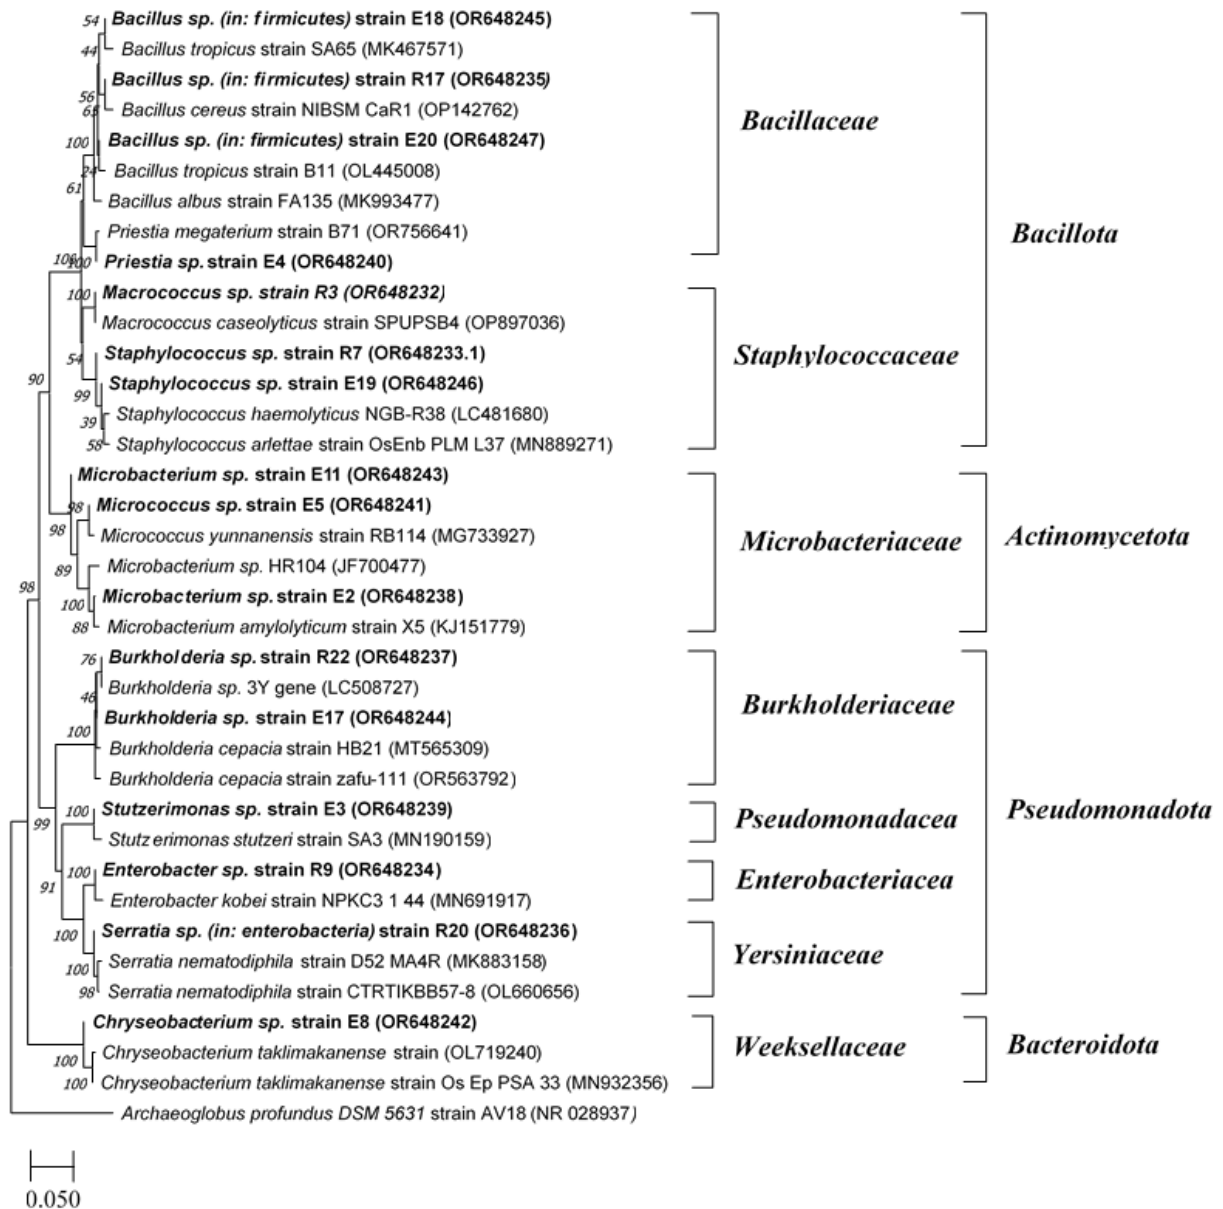 54
Bacillus sp. (in: firmicutes) strain E18 (OR648245)
44
Bacillus tropicus strain SA65 (MK467571)
Bacillus sp. (in: firmicutes) strain R17 (OR648235)
56
Bacillus cereus strain NIBSM CaR1 (OP142762)
Bacillaceae
100
Bacillus sp. (in: firmicutes) strain E20 (OR648247)
24
Bacillus tropicus strain B11 (OL445008)
61
Bacillus albus strain FA135 (MK993477)
Priestia megaterium strain B71 (OR756641)
Bacillota
100
100
Priestia sp. strain E4 (OR648240)
100
Macrococcus sp. strain R3 (OR648232)
Macrococcus caseolyticus strain SPUPSB4 (OP897036)
54
Staphylococcus sp. strain R7 (OR648233.1)
Staphylococcaceae
90
Staphylococcus sp. strain E19 (OR648246)
99
Staphylococcus haemolyticus NGB-R38 (LC481680)
39
58
Staphylococcus arlettae strain OsEnb PLM L37 (MN889271)
Microbacterium sp. strain E11 (OR648243)
98
Micrococcus sp. strain E5 (OR648241)
98
Micrococcus yunnanensis strain RB114 (MG733927)
Microbacteriaceae
Actinomycetota
89
Microbacterium sp. HR104 (JF700477)
98
100
Microbacterium sp. strain E2 (OR648238)
88
Microbacterium amylolyticum strain X5 (KJ151779)
76
Burkholderia sp. strain R22 (OR648237)
46
Burkholderia sp. 3Y gene (LC508727)
Burkholderiaceae
Burkholderia sp. strain E17 (OR648244)
100
Burkholderia cepacia strain HB21 (MT565309)
Burkholderia cepacia strain zafu-111 (OR563792)
100
Stutzerimonas sp. strain E3 (OR648239)
Pseudomonadacea
Pseudomonadota
99
Stutzerimonas stutzeri strain SA3 (MN190159)
100
Enterobacter sp. strain R9 (OR648234)
Enterobacteriacea
91
Enterobacter kobei strain NPKC3 1 44 (MN691917)
100
Serratia sp. (in: enterobacteria) strain R20 (OR648236)
Yersiniaceae
100
Serratia nematodiphila strain D52 MA4R (MK883158)
98
Serratia nematodiphila strain CTRTIKBB57-8 (OL660656)
Chryseobacterium sp. strain E8 (OR648242)
100
Chryseobacterium taklimakanense strain (OL719240)
Weeksellaceae
Bacteroidota
100
Chryseobacterium taklimakanense strain Os Ep PSA 33 (MN932356)
Archaeoglobus profundus DSM 5631 strain AV18 (NR 028937)
0.050